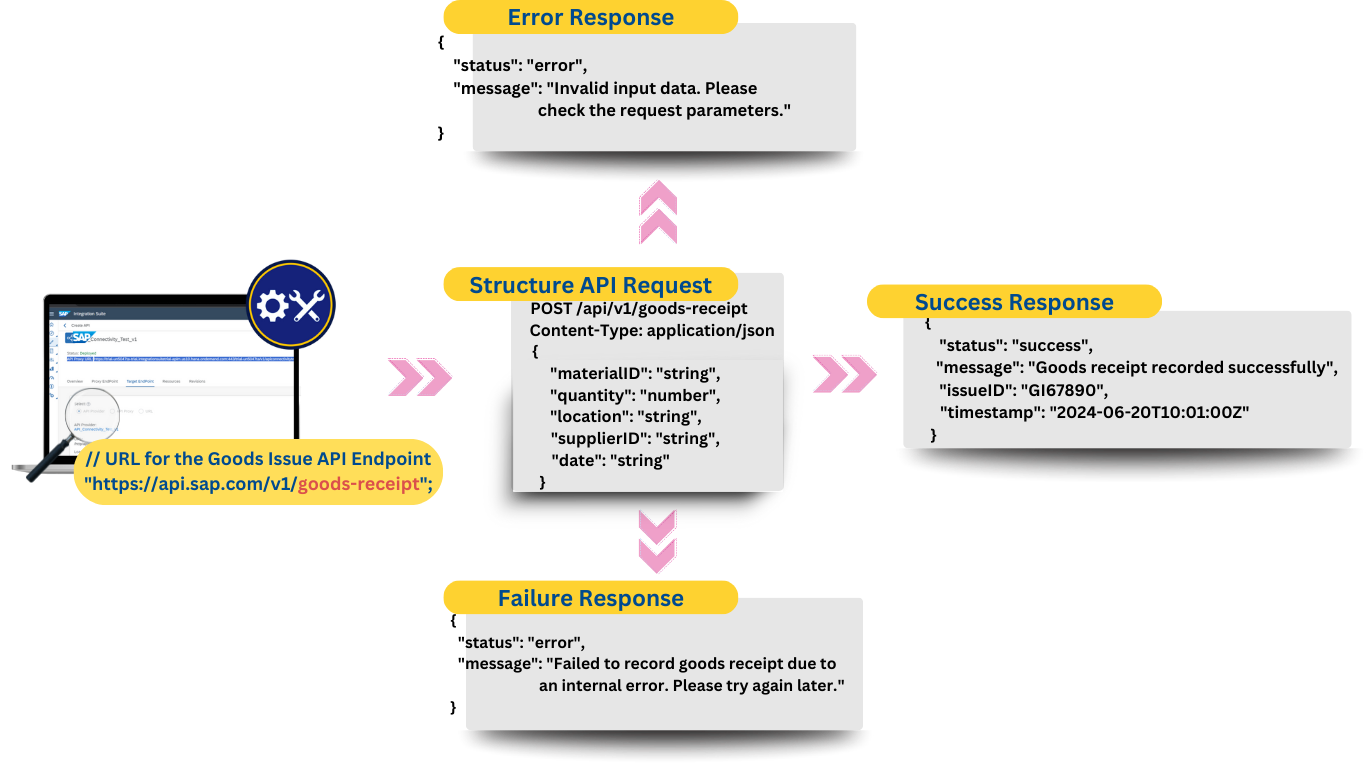 Error Response
{
"status": "error",
"message": "Invalid input data. Please
check the request parameters."
}
SAP Integration Suite
Create API
SAP Connectivity_Test_v1
Status: Deployed
Overview Proxy EndPoint Target EndPoint Resources Revisions
API Provider:
// URL for the Goods Issue API Endpoint
"https://api.sap.com/v1/goods-receipt";
Structure API Request
POST /api/v1/goods-receipt
Content-Type: application/json
{
"materialID": "string",
"quantity": "number",
"location": "string",
"supplierID": "string",
"date": "string"
}
Success Response
{
"status": "success",
"message": "Goods receipt recorded successfully",
"issueID": "GI67890",
"timestamp": "2024-06-20T10:01:00Z"
}
Failure Response
{
"status": "error",
"message": "Failed to record goods receipt due to
an internal error. Please try again later."
}